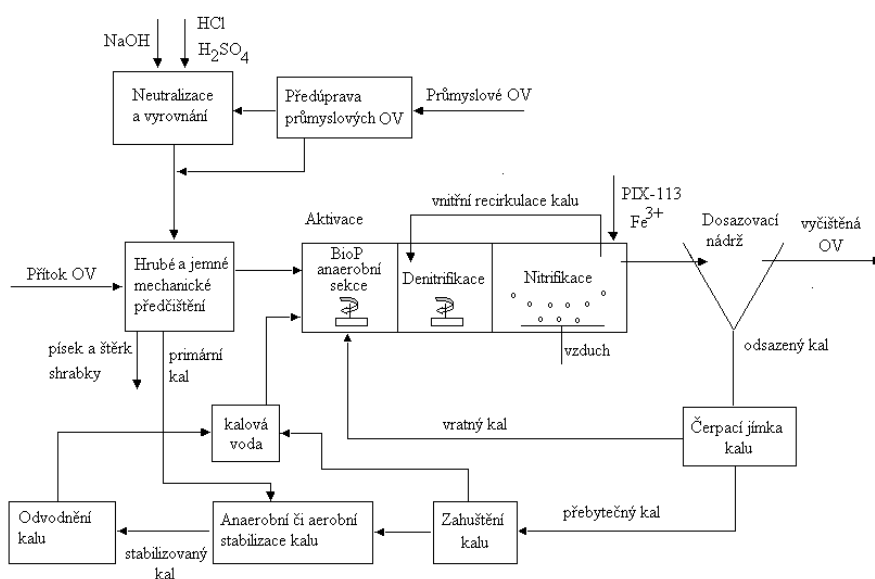 HCl
NaOH
H2SO4
Neutralizace
a vyrovnání
Předúprava
průmyslových OV
Průmyslové OV
vnitřní recirkulace kalu
PIX-113
Fe3+
Aktivace
Dosazovací
nádrž
vyčištěná
OV
Přítok OV
Hrubé a jemné
mechanické
předčištění
BioP
anaerobní
sekce
Denitrifikace
Nitrifikace
písek a štěrk
shrabky
primární
kal
vzduch
odsazený kal
kalová
voda
vratný kal
Čerpací jímka
kalu
Odvodnění
kalu
stabilizovaný
kal
Anaerobní či aerobní
stabilizace kalu
Zahuštění
kalu
přebytečný kal